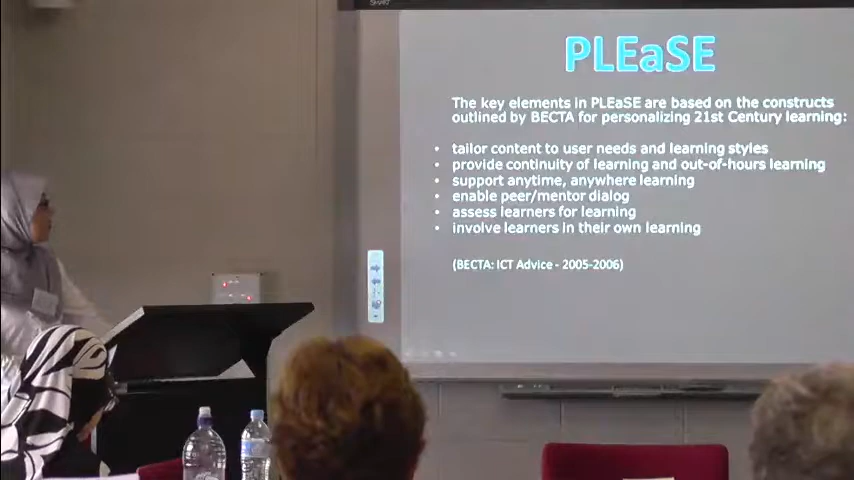 PLEaSE
The key elements in PLEaSE are based on the constructs
outlined by BECTA for personalizing 21st Century learning:
• tailor content to user needs and learning styles
• provide continuity of learning and out-of-hours learning
• support anytime, anywhere learning
• enable peer/mentor dialog
• assess learners for learning
• involve learners in their own learning
(BECTA: ICT Advice - 2005-2006)